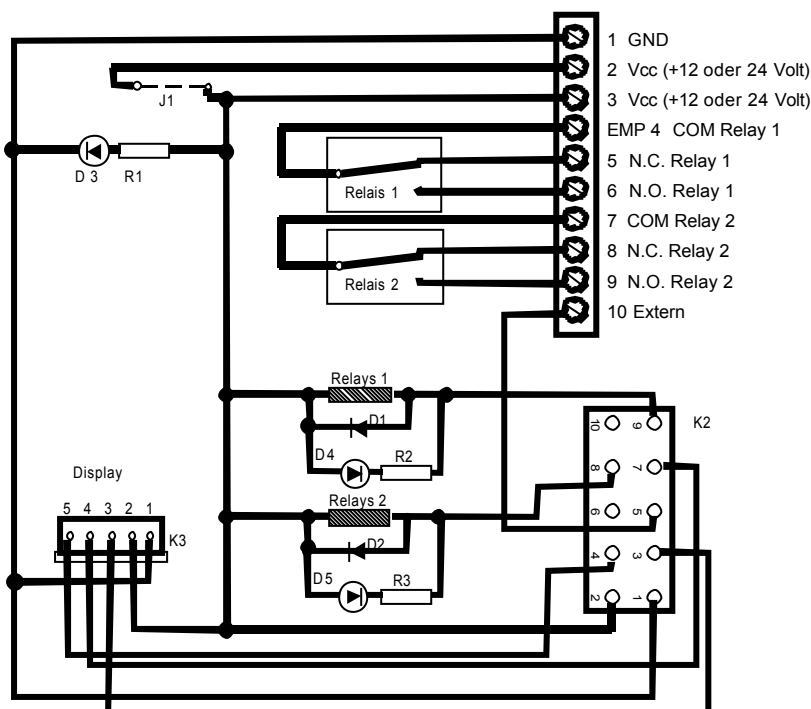 1 GND
2 Vcc (+12 oder 24 Volt)
J1
3 Vcc (+12 oder 24 Volt)
EMP 4 COM Relay 1
D 3 R1
5 N.C. Relay 1
Relais 1
6 N.O. Relay 1
7 COM Relay 2
8 N.C. Relay 2
Relais 2
9 N.O. Relay 2
10 Extern
Relays 1
D1
D4 R2
Relays 2
D2
D5 R3
10 9 K2
8 7
6 5
4 3
2 1
Display
5 4 3 2 1
K3